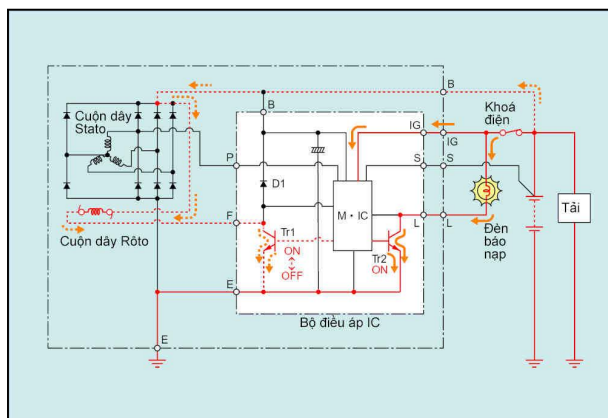 B
Khoá
điện
Cuộn dây
Stato
B
IG
IG
P
S
S
D1
M • IC
Tải
F
L
L
Đèn
báo
nạp
Cuộn dây Rôto
Tr1
ON
OFF
Tr2
ON
E
Bộ điều áp IC
E